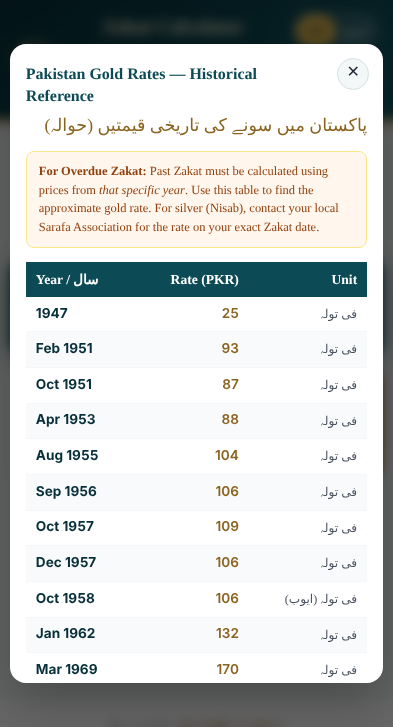 Pakistan Gold Rates — Historical
Reference
✕
پاکستان میں سونے کی تاریخی قیمتیں (حوالہ)
For Overdue Zakat: Past Zakat must be calculated using
prices from that specific year. Use this table to find the
approximate gold rate. For silver (Nisab), contact your local
Sarafa Association for the rate on your exact Zakat date.
Year / سال Rate (PKR) Unit
1947 25 فی تولہ
Feb 1951 93 فی تولہ
Oct 1951 87 فی تولہ
Apr 1953 88 فی تولہ
Aug 1955 104 فی تولہ
Sep 1956 106 فی تولہ
Oct 1957 109 فی تولہ
Dec 1957 106 فی تولہ
Oct 1958 106 فی تولہ (ایوب)
Jan 1962 132 فی تولہ
Mar 1969 170 فی تولہ